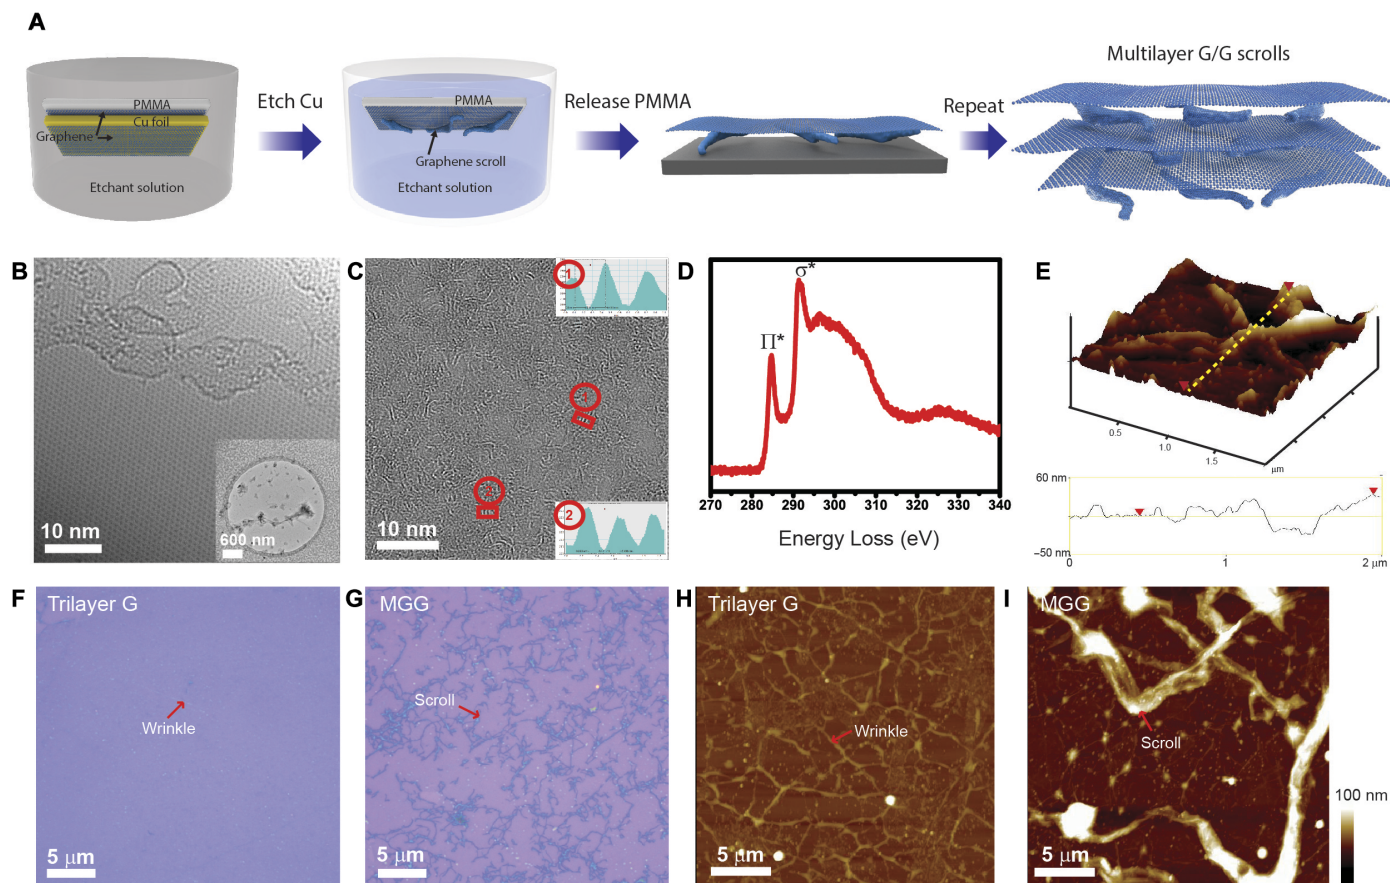 A
Multilayer G/G scrolls
PMMA
Cu foil
Graphene
Etchant solution
Etch Cu
PMMA
Graphene scroll
Etchant solution
Release PMMA
Repeat
B
10 nm
600 nm
C
1
1
2
2
10 nm
D
Π*
σ*
270 280 290 300 310 320 330 340
Energy Loss (eV)
E
0.5
1.0
1.5
μm
60 nm
−50 nm
0 1 2 μm
F
Trilayer G
Wrinkle
5 μm
G
MGG
Scroll
5 μm
H
Trilayer G
Wrinkle
5 μm
I
MGG
Scroll
5 μm
100 nm